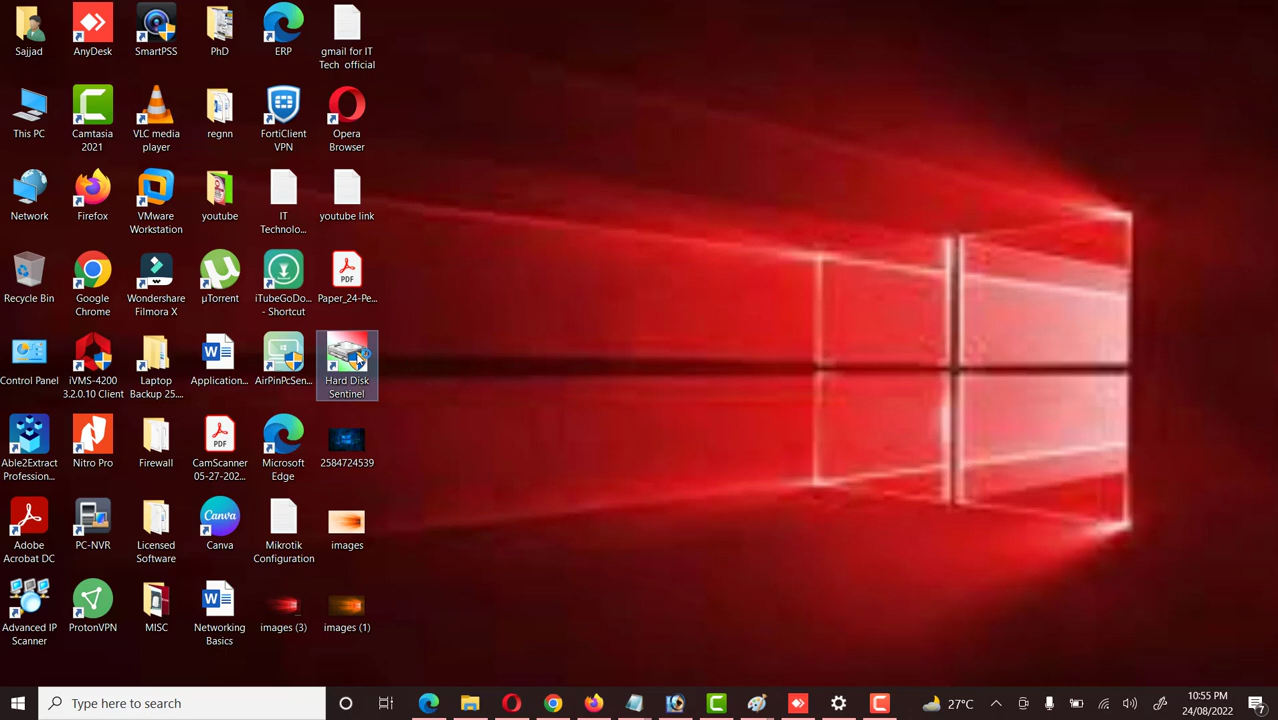 Sajjad
AnyDesk
SmartPSS
PhD
ERP
gmail for IT
Tech official
This PC
Camtasia
2021
VLC media
player
regnn
FortiClient
VPN
Opera
Browser
Network
Firefox
VMware
Workstation
youtube
IT
Technolo...
youtube link
Recycle Bin
Google
Chrome
Wondershare
Filmora X
µTorrent
iTubeGoDo...
- Shortcut
PDF
Paper_24-Pe...
Control Panel
iVMS-4200
3.2.0.10 Client
Laptop
Backup 25....
Application...
AirPinPcSen...
Hard Disk
Sentinel
Able2Extract
Profession...
Nitro Pro
Firewall
PDF
CamScanner
05-27-202...
Microsoft
Edge
2584724539
Adobe
Acrobat DC
PC-NVR
Licensed
Software
Canva
Canva
Mikrotik
Configuration
images
Advanced IP
Scanner
ProtonVPN
MISC
Networking
Basics
images (3)
images (1)
Type here to search
27°C
10:55 PM
24/08/2022
7